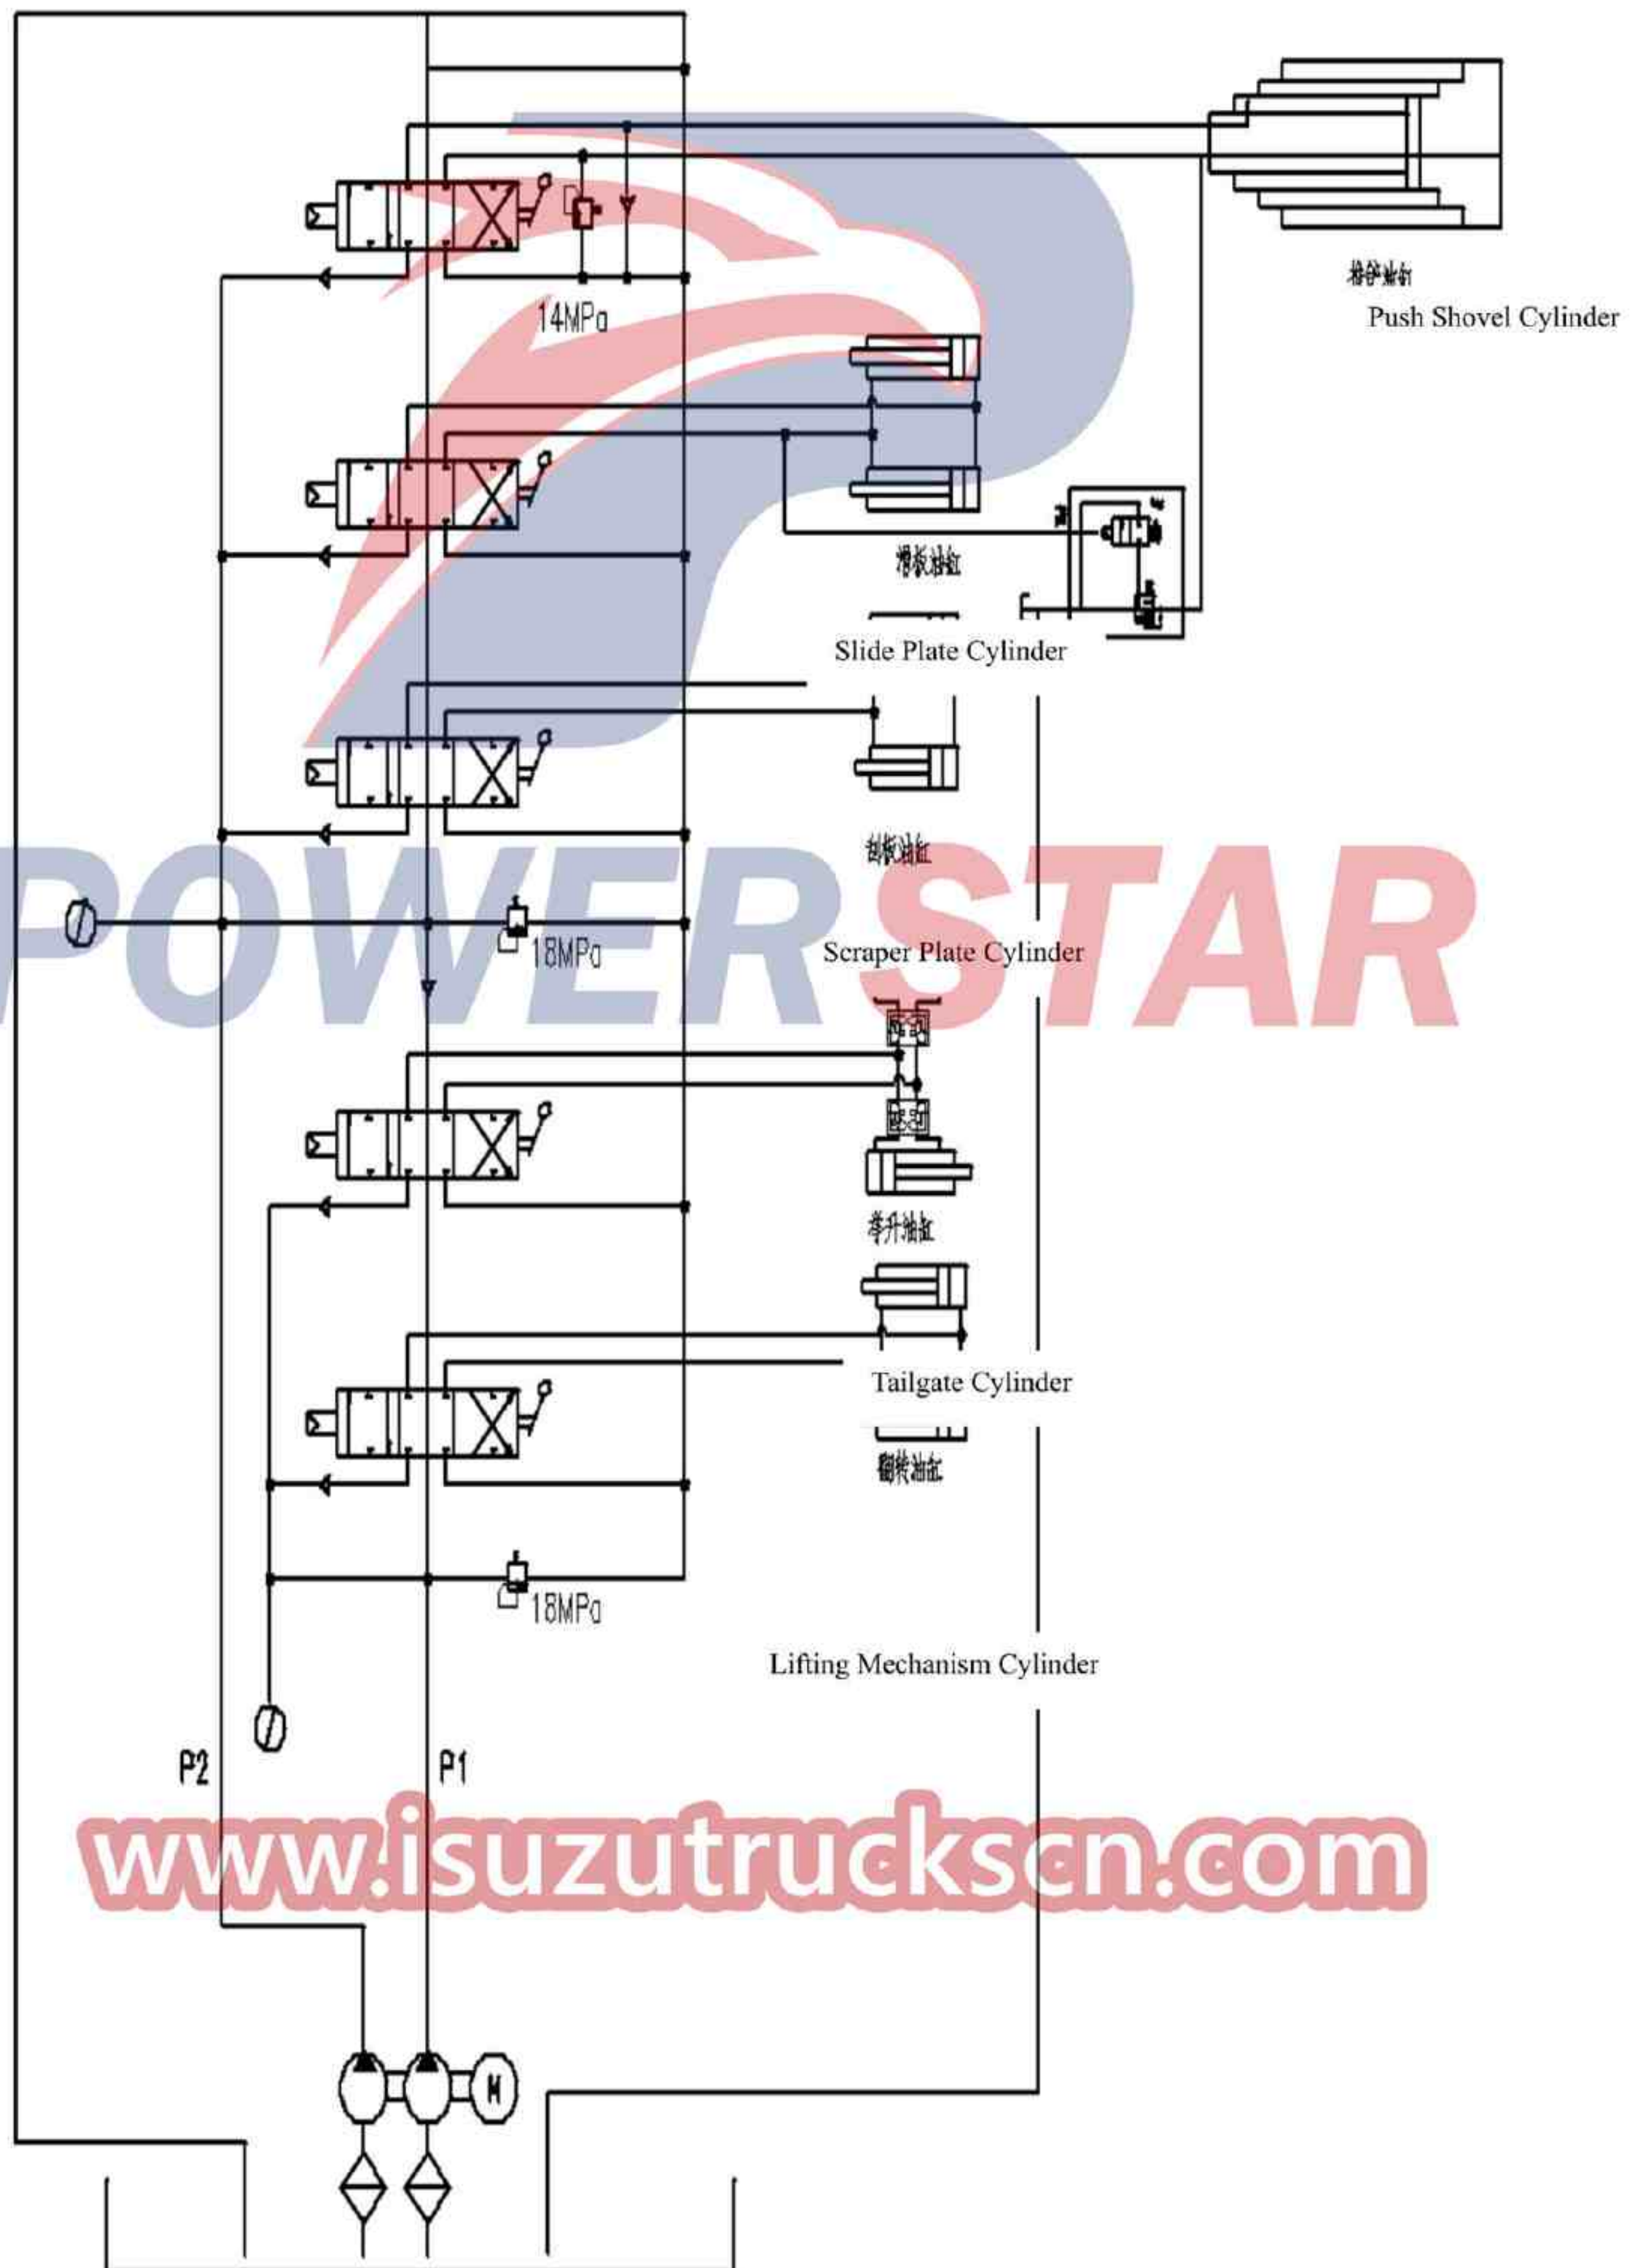 推铲油缸
Push Shovel Cylinder
14MPa
滑板油缸
Slide Plate Cylinder
刮板油缸
18MPa
Scraper Plate Cylinder
POWERSTAR
举升油缸
Tailgate Cylinder
翻转油缸
18MPa
Lifting Mechanism Cylinder
P2
P1
www.isuzutruckscn.com
M